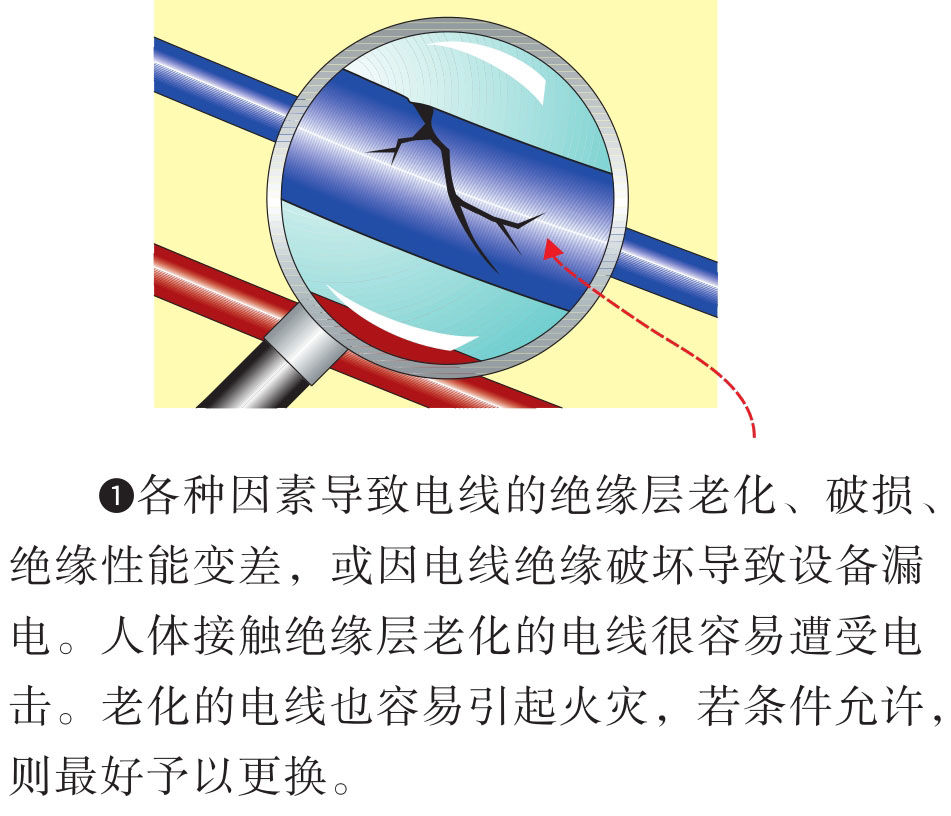 ❶各种因素导致电线的绝缘层老化、破损、
绝缘性能变差，或因电线绝缘破坏导致设备漏
电。人体接触绝缘层老化的电线很容易遭受电
击。老化的电线也容易引起火灾，若条件允许，
则最好予以更换。